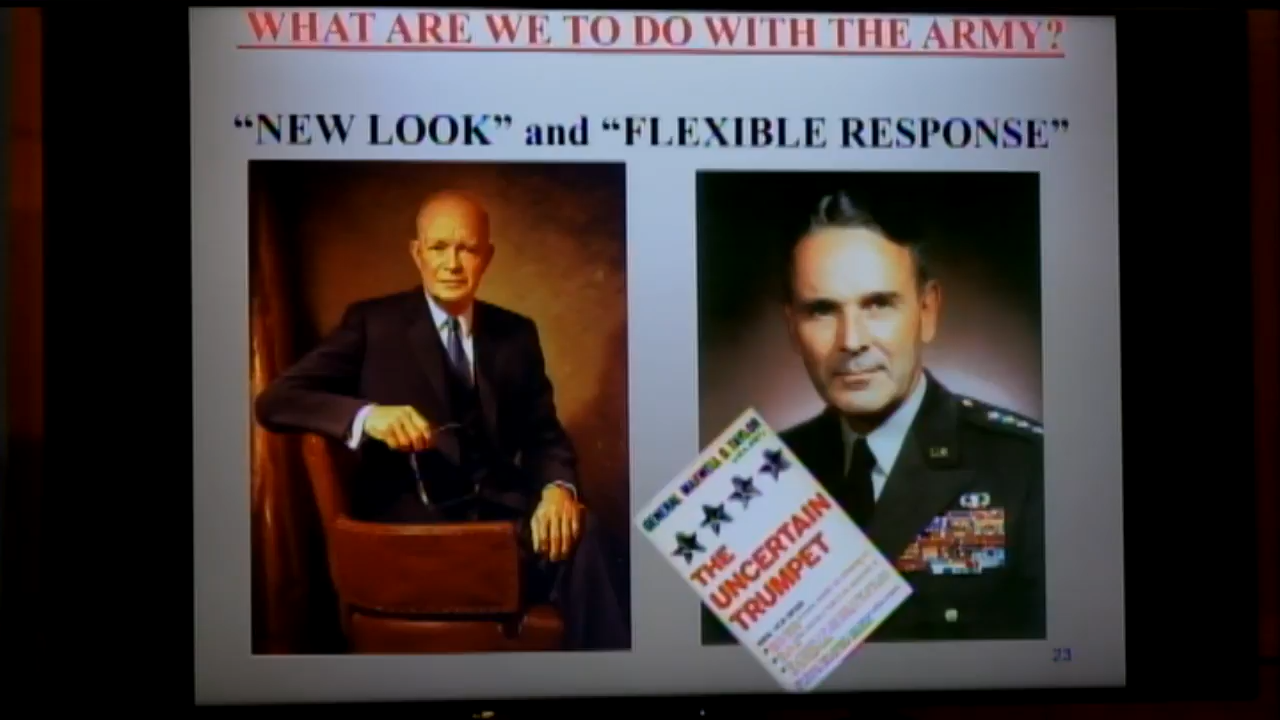 WHAT ARE WE TO DO WITH THE ARMY?
“NEW LOOK” and “FLEXIBLE RESPONSE”
GENERAL MAXWELL D. TAYLOR
THE
UNCERTAIN
TRUMPET
23